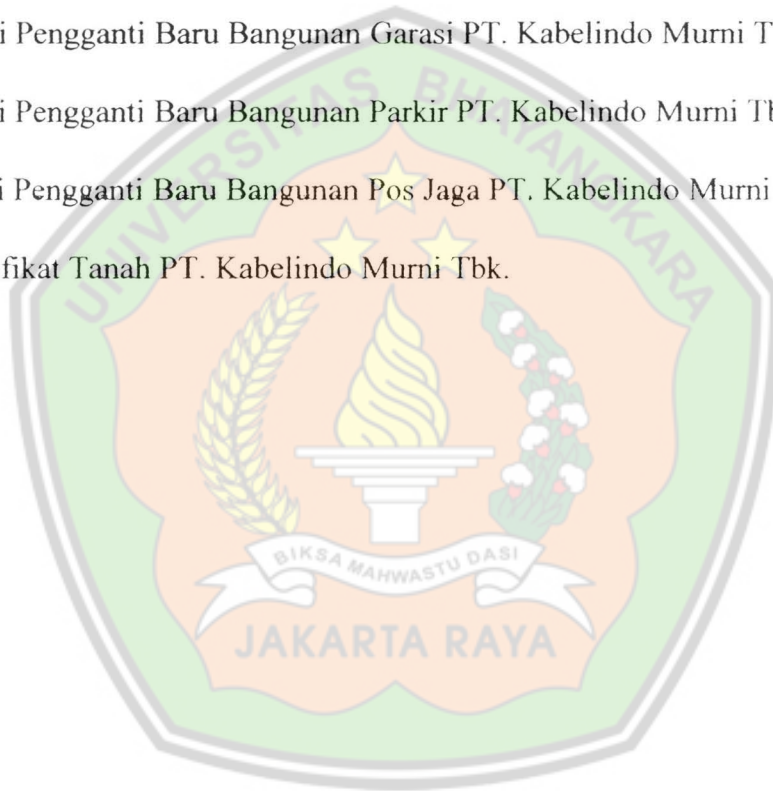 i Pengganti Baru Bangunan Garasi PT. Kabelindo Murni T
i Pengganti Baru Bangunan Parkir PT. Kabelindo Murni Tb
i Pengganti Baru Bangunan Pos Jaga PT. Kabelindo Murni
fikat Tanah PT. Kabelindo Murni Tbk.
UNIVERSITAS BHAYANGKARA
BIKSA MAHWASTU DASI
JAKARTA RAYA